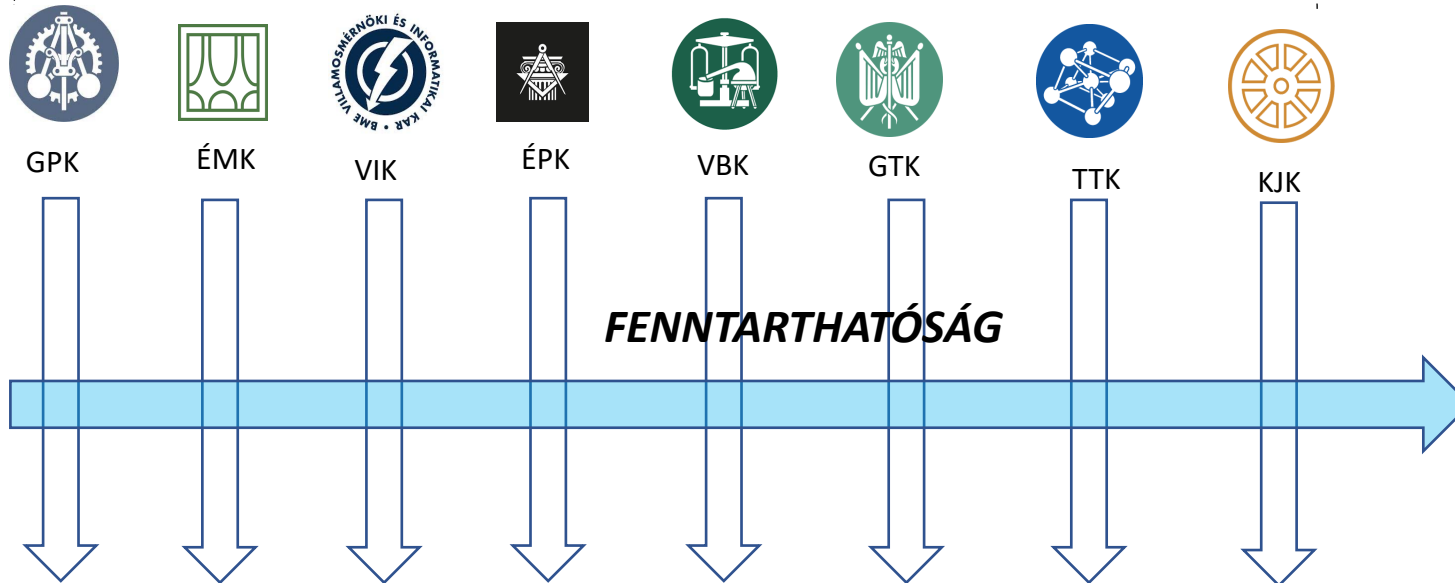 BME VILLAMOSMÉRNÖKI ÉS INFORMATIKAI KAR •
GPK
ÉMK
VIK
ÉPK
VBK
GTK
TTK
KJK
FENNTARTHATÓSÁG